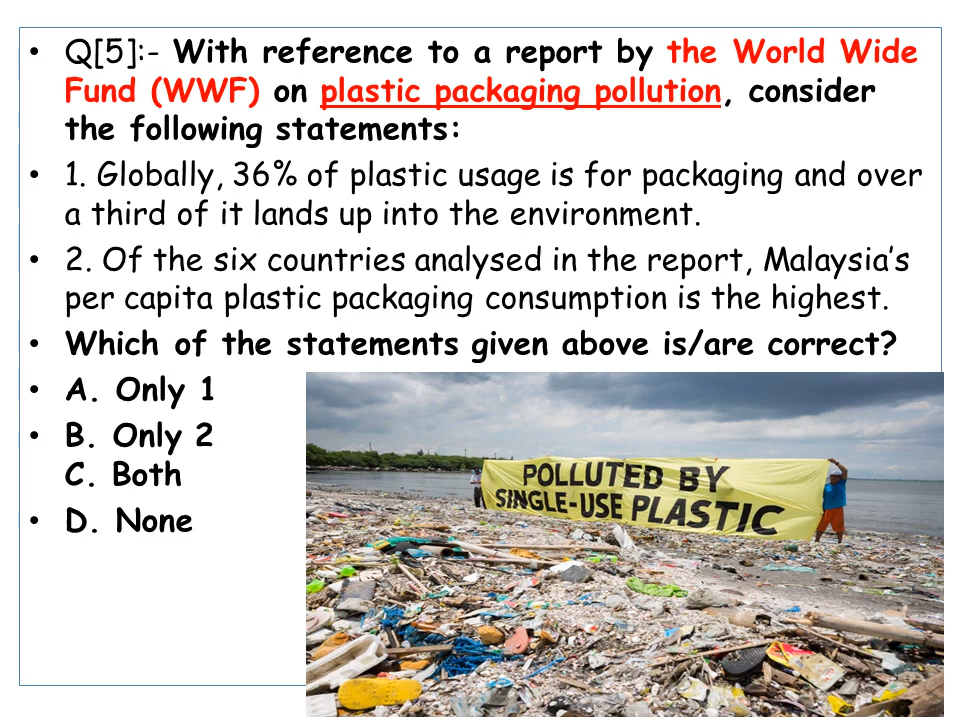 • Q[5]:- With reference to a report by the World Wide
Fund (WWF) on plastic packaging pollution, consider
the following statements:
• 1. Globally, 36% of plastic usage is for packaging and over
a third of it lands up into the environment.
• 2. Of the six countries analysed in the report, Malaysia’s
per capita plastic packaging consumption is the highest.
• Which of the statements given above is/are correct?
• A. Only 1
• B. Only 2
C. Both
• D. None
POLLUTED BY
SINGLE-USE PLASTIC